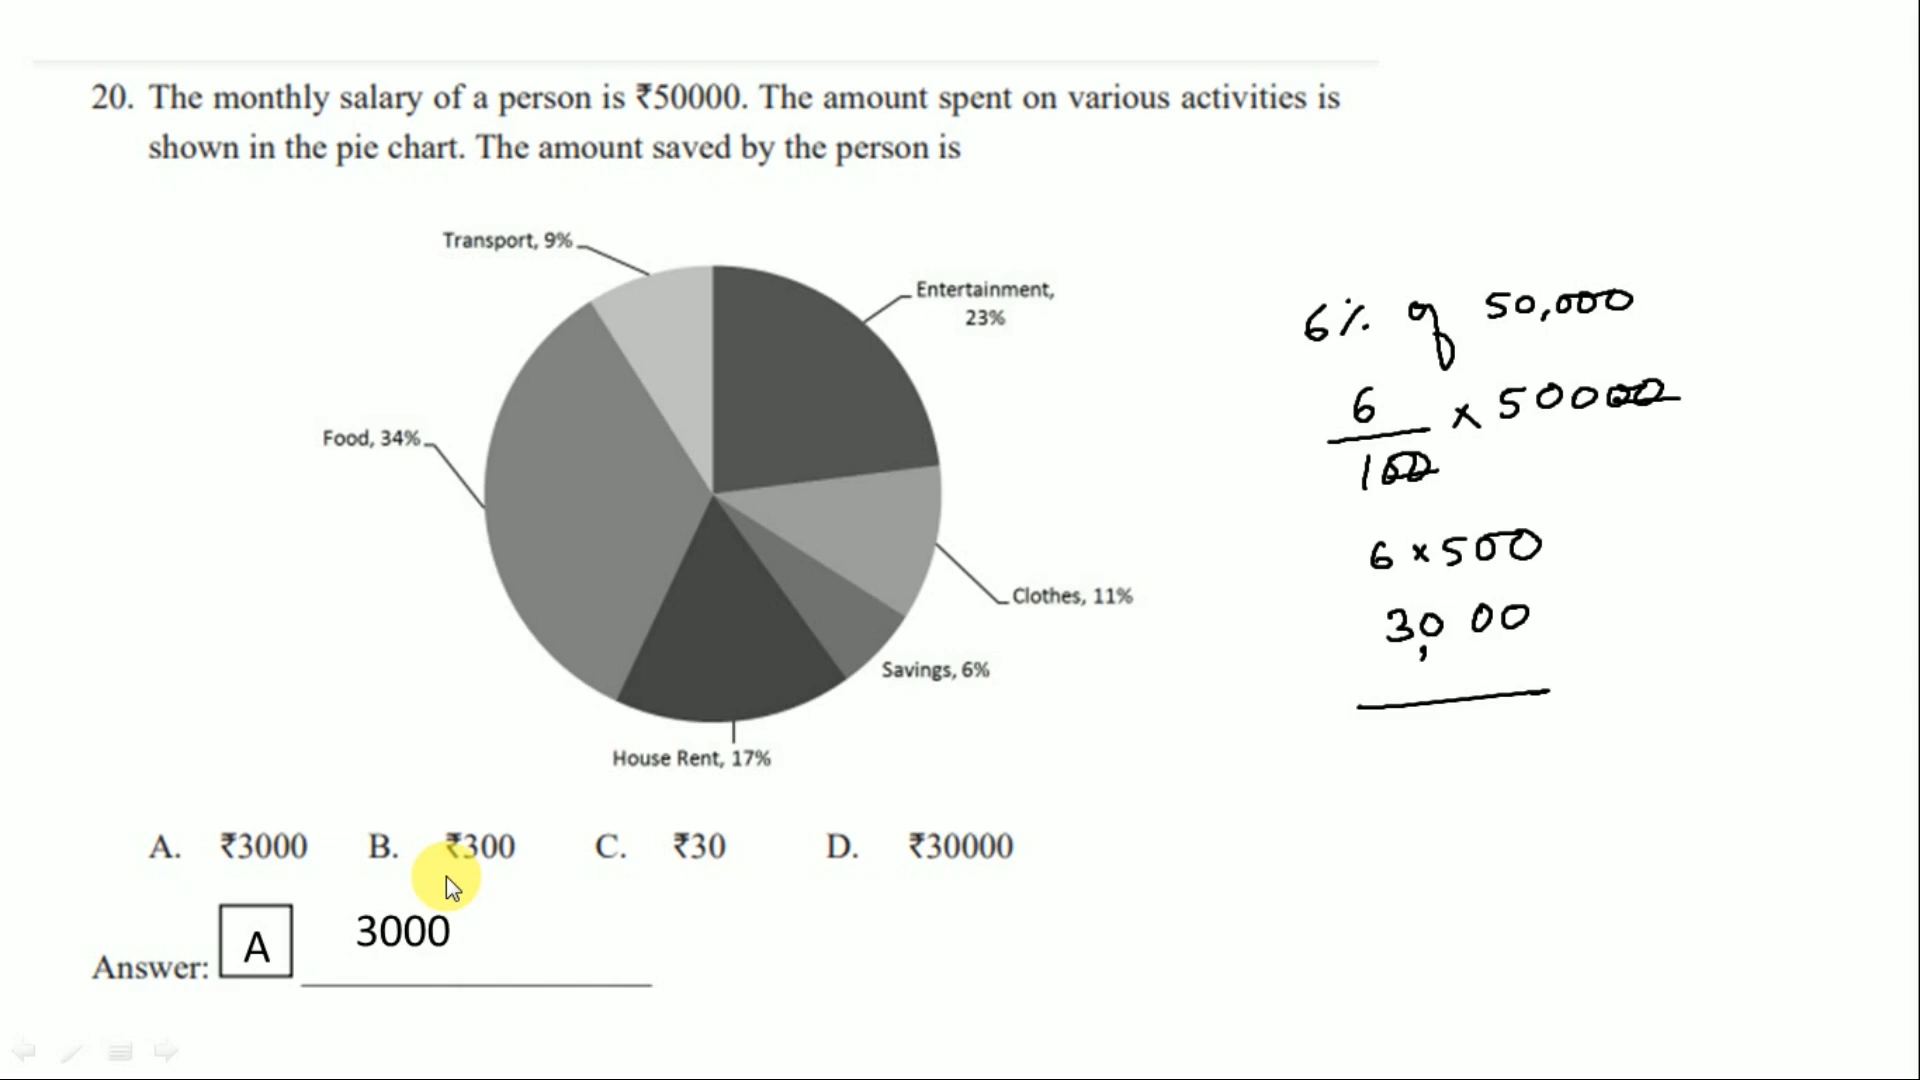 20. The monthly salary of a person is ₹50000. The amount spent on various activities is
shown in the pie chart. The amount saved by the person is
Transport, 9%
Entertainment,
23%
Food, 34%
Clothes, 11%
Savings, 6%
House Rent, 17%
6% of 50,000
6
100
× 50000
6 × 500
3,000
A. ₹3000 B. ₹300 C. ₹30 D. ₹30000
Answer: A 3000